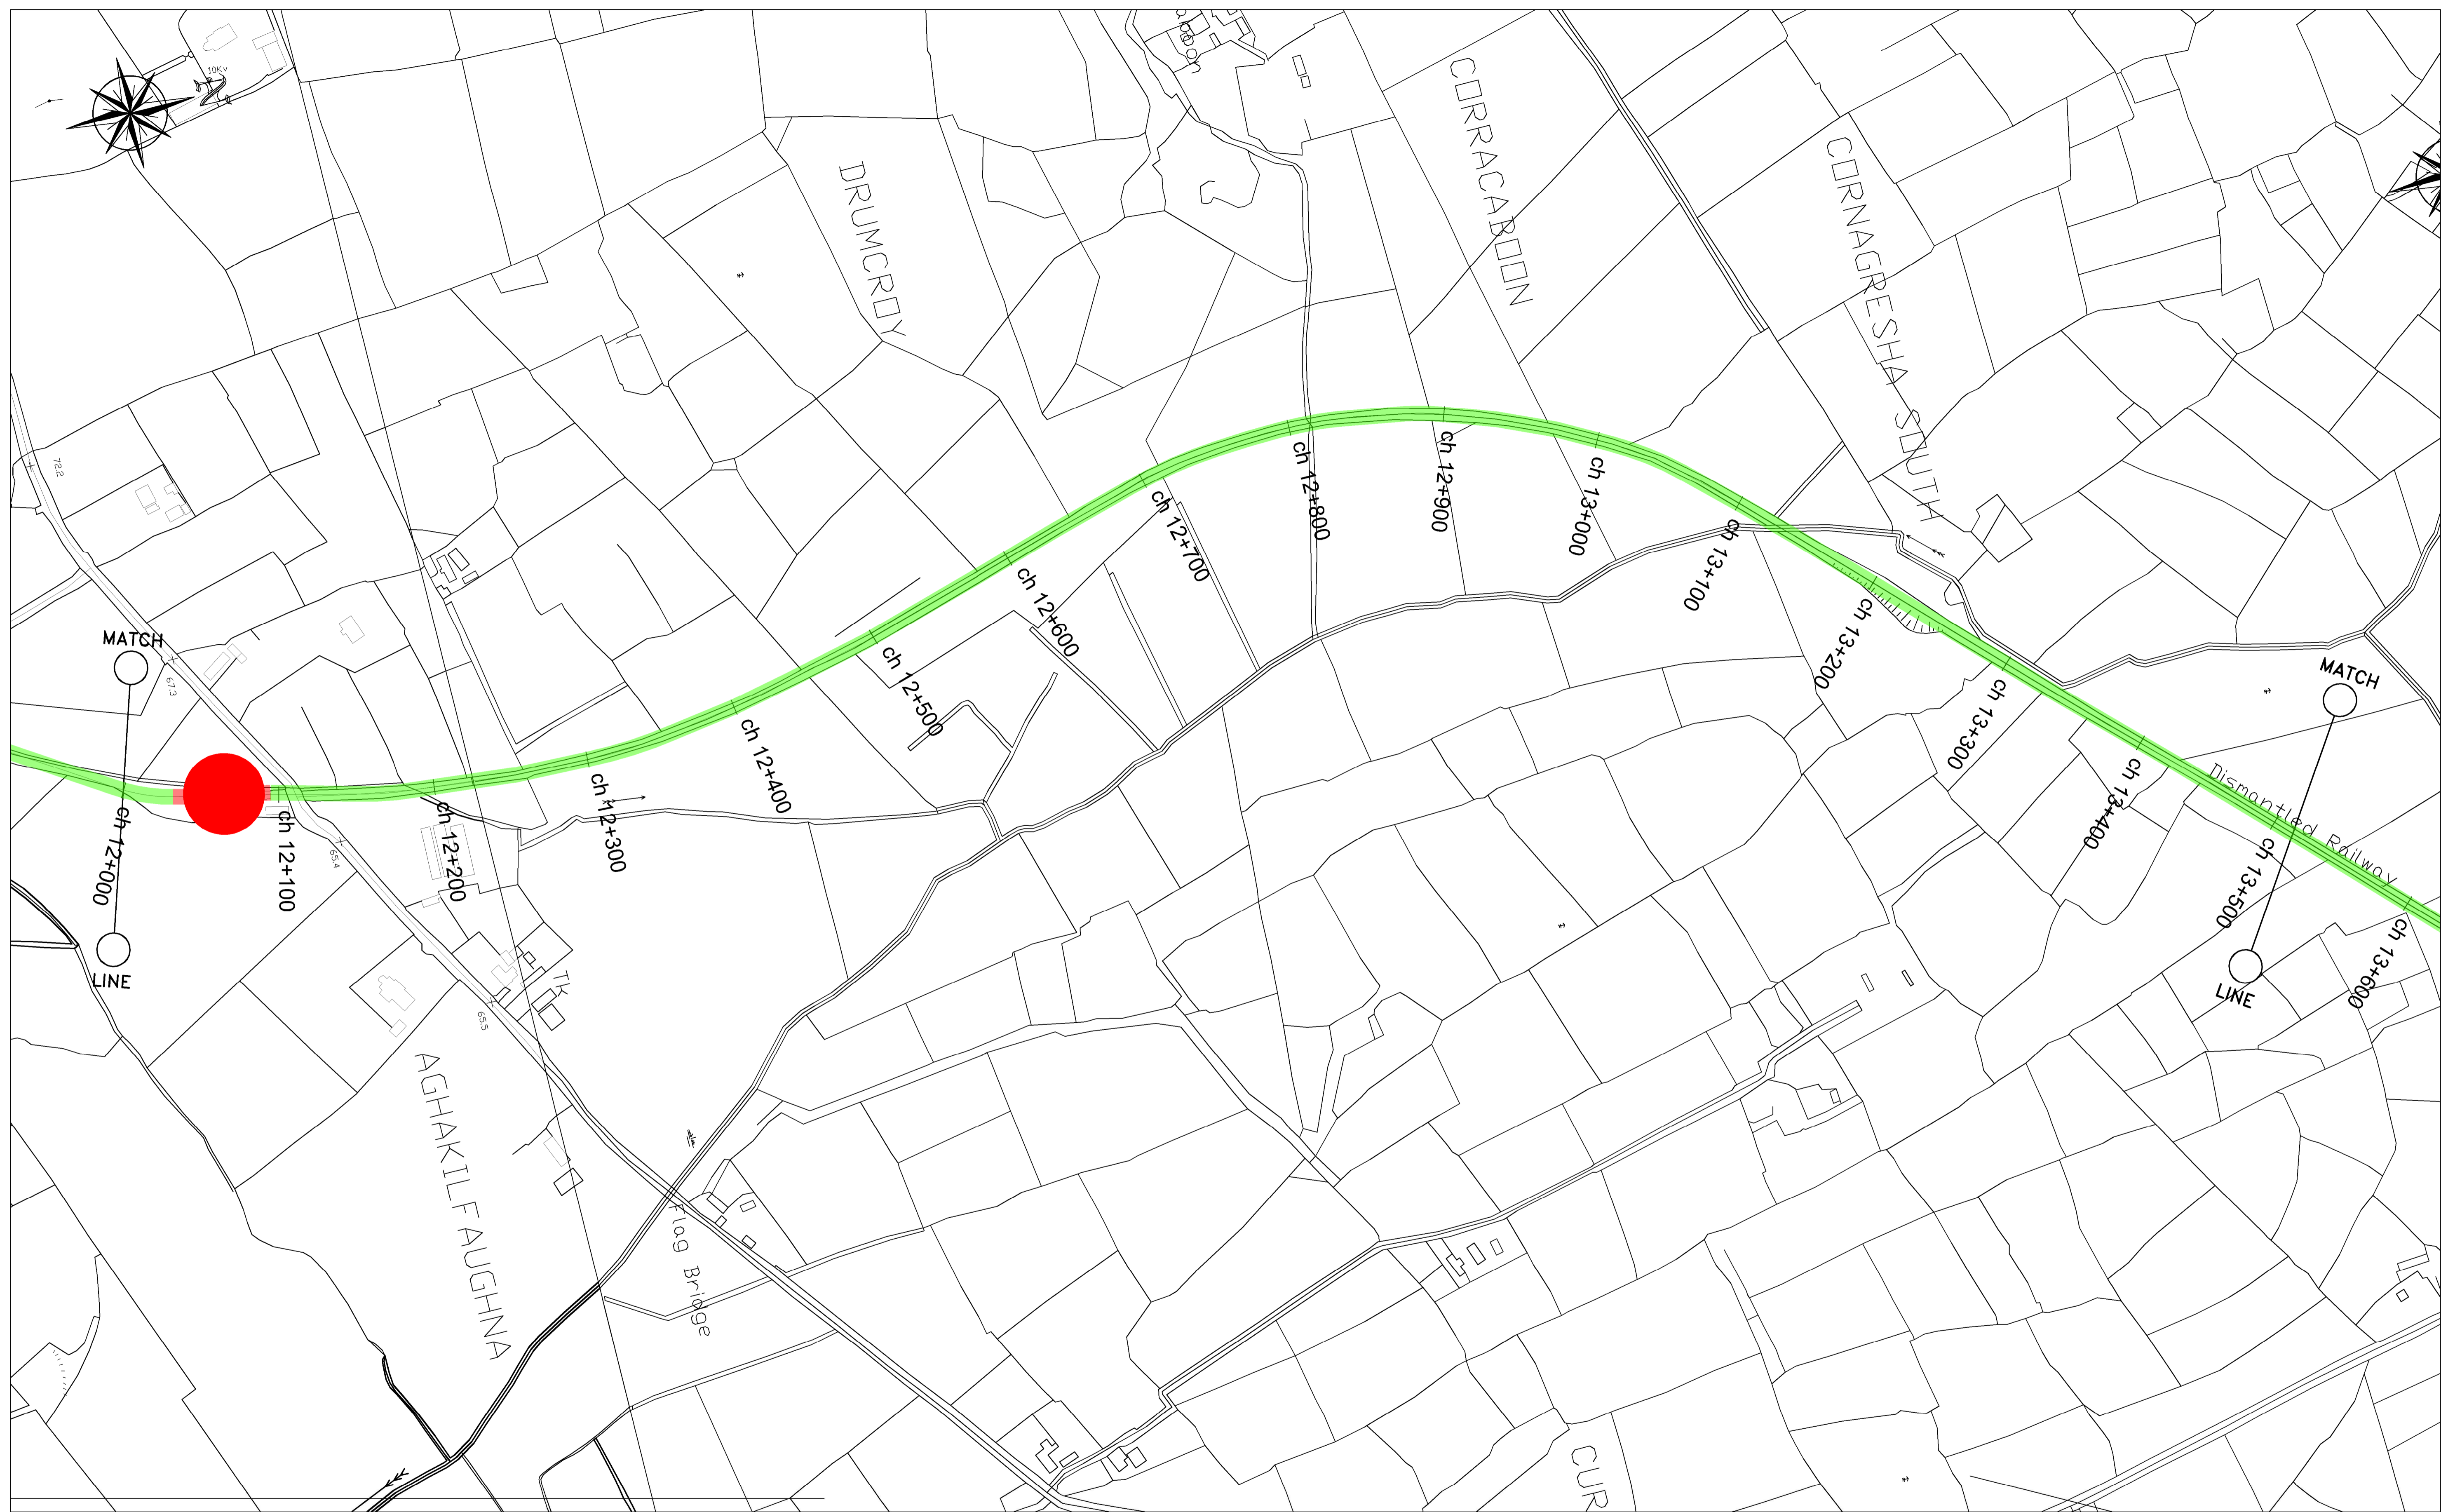 10Kv
DRUMCROY
CORRACABOON
CORNAGRESHA SOUTH
72.2
MATCH
67.3
LINE
65.4
65.5
TK
AGHAKILFAUGHNA
Flag Bridge
ch 12+000
ch 12+100
ch 12+200
ch 12+300
ch 12+400
ch 12+500
ch 12+600
ch 12+700
ch 12+800
ch 12+900
ch 13+000
ch 13+100
ch 13+200
ch 13+300
ch 13+400
ch 13+500
ch 13+600
Dismantled Railway
MATCH
LINE
CUR